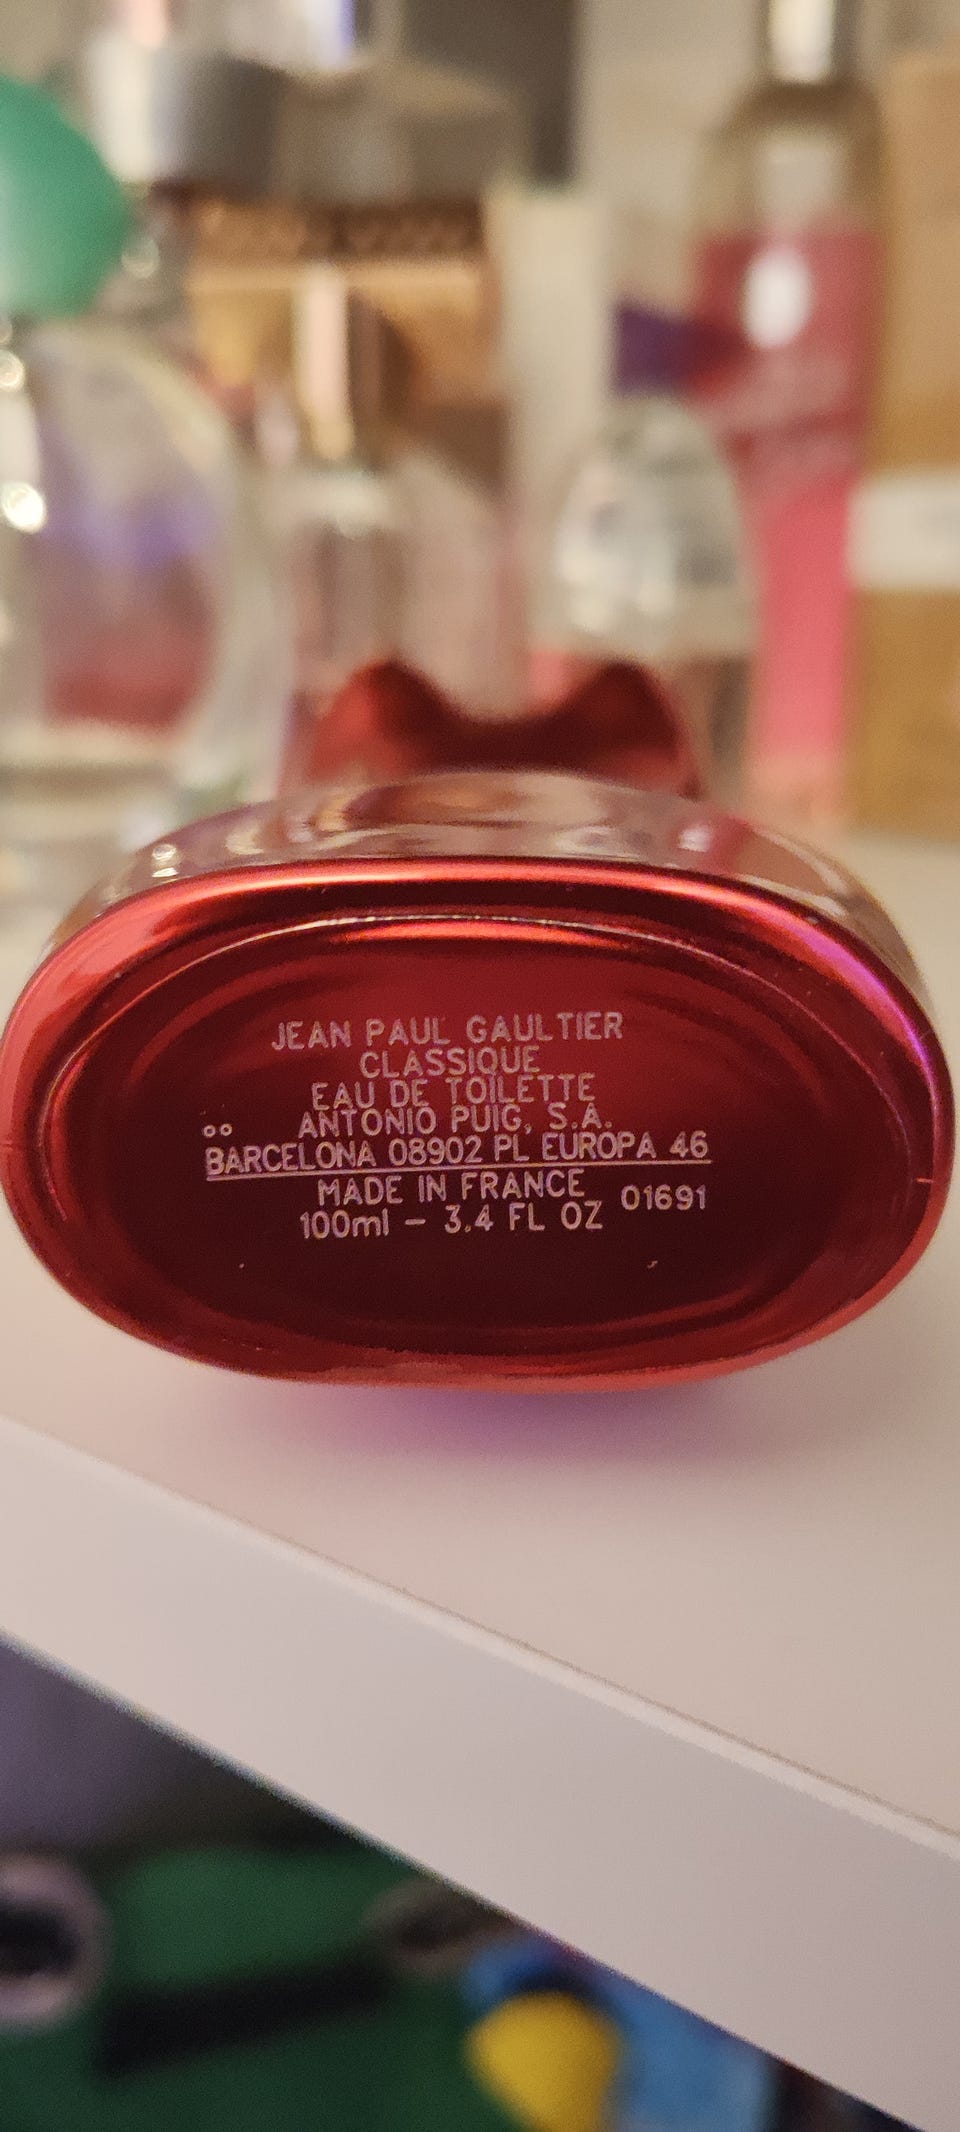 JEAN PAUL GAULTIER
CLASSIQUE
EAU DE TOILETTE
ANTONIO PUIG, S.A.
BARCELONA 08902 PL EUROPA 46
MADE IN FRANCE
100ml – 3.4 FL OZ
01691